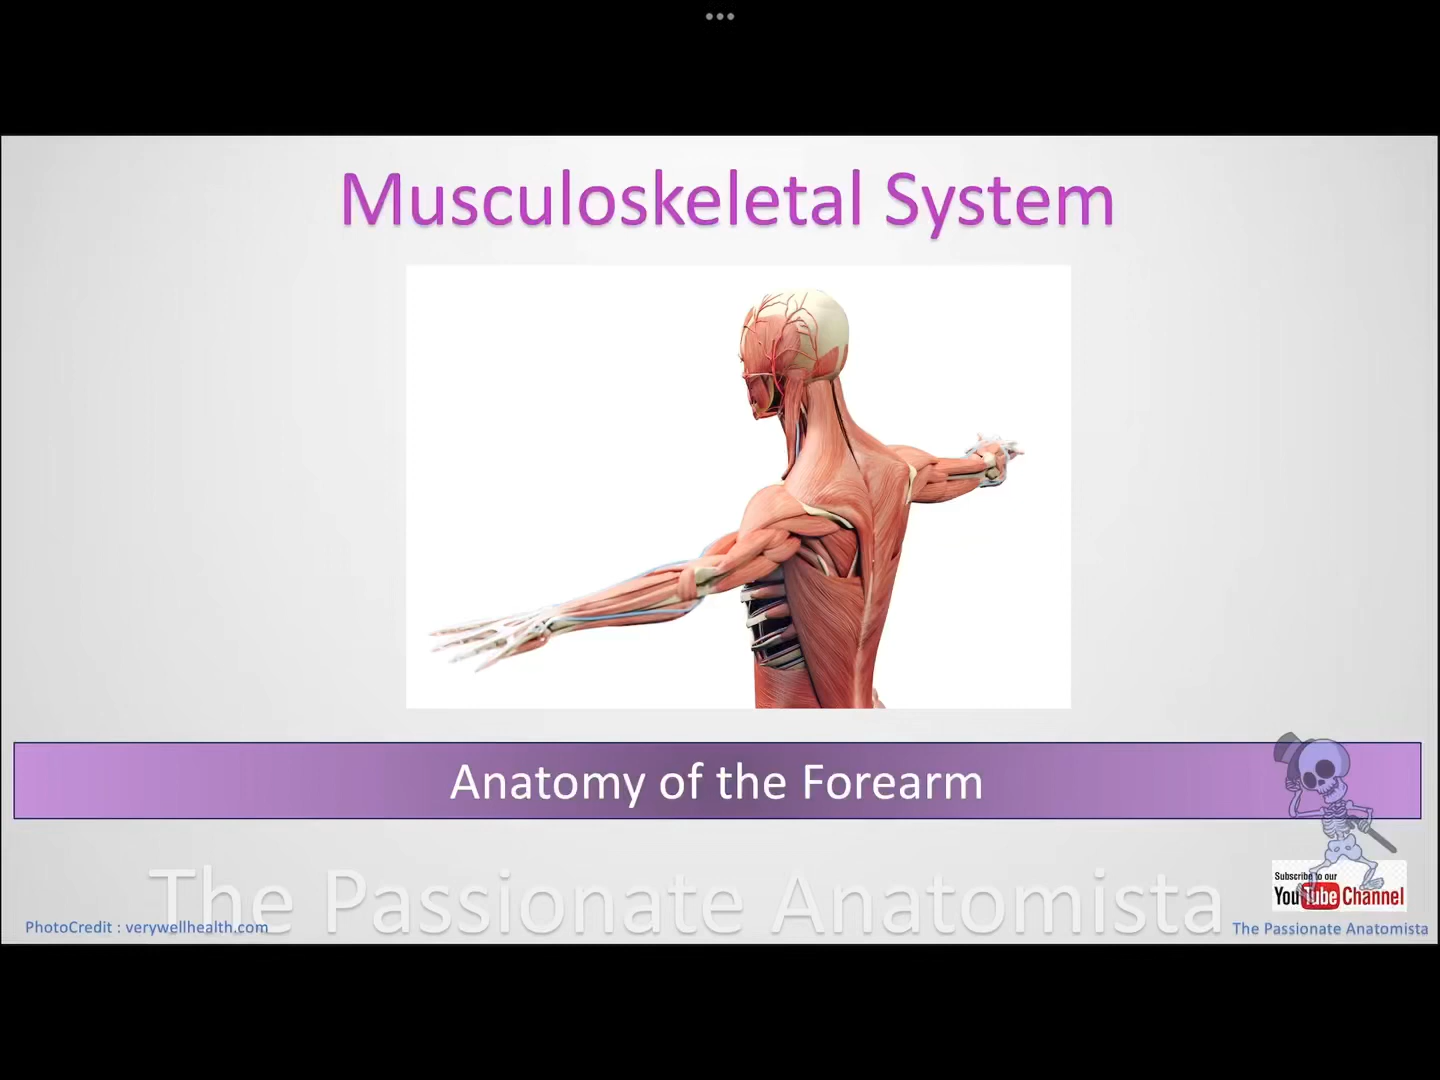 Musculoskeletal System
Anatomy of the Forearm
The Passionate Anatomista
Subscribe to our
YouTube Channel
PhotoCredit : verywellhealth.com
The Passionate Anatomista